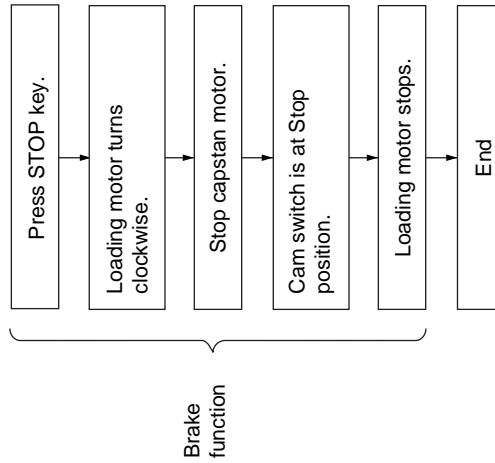 Press STOP key.
Loading motor turns
clockwise.
Stop capstan motor.
Cam switch is at Stop
position.
Loading motor stops.
End
Brake
function